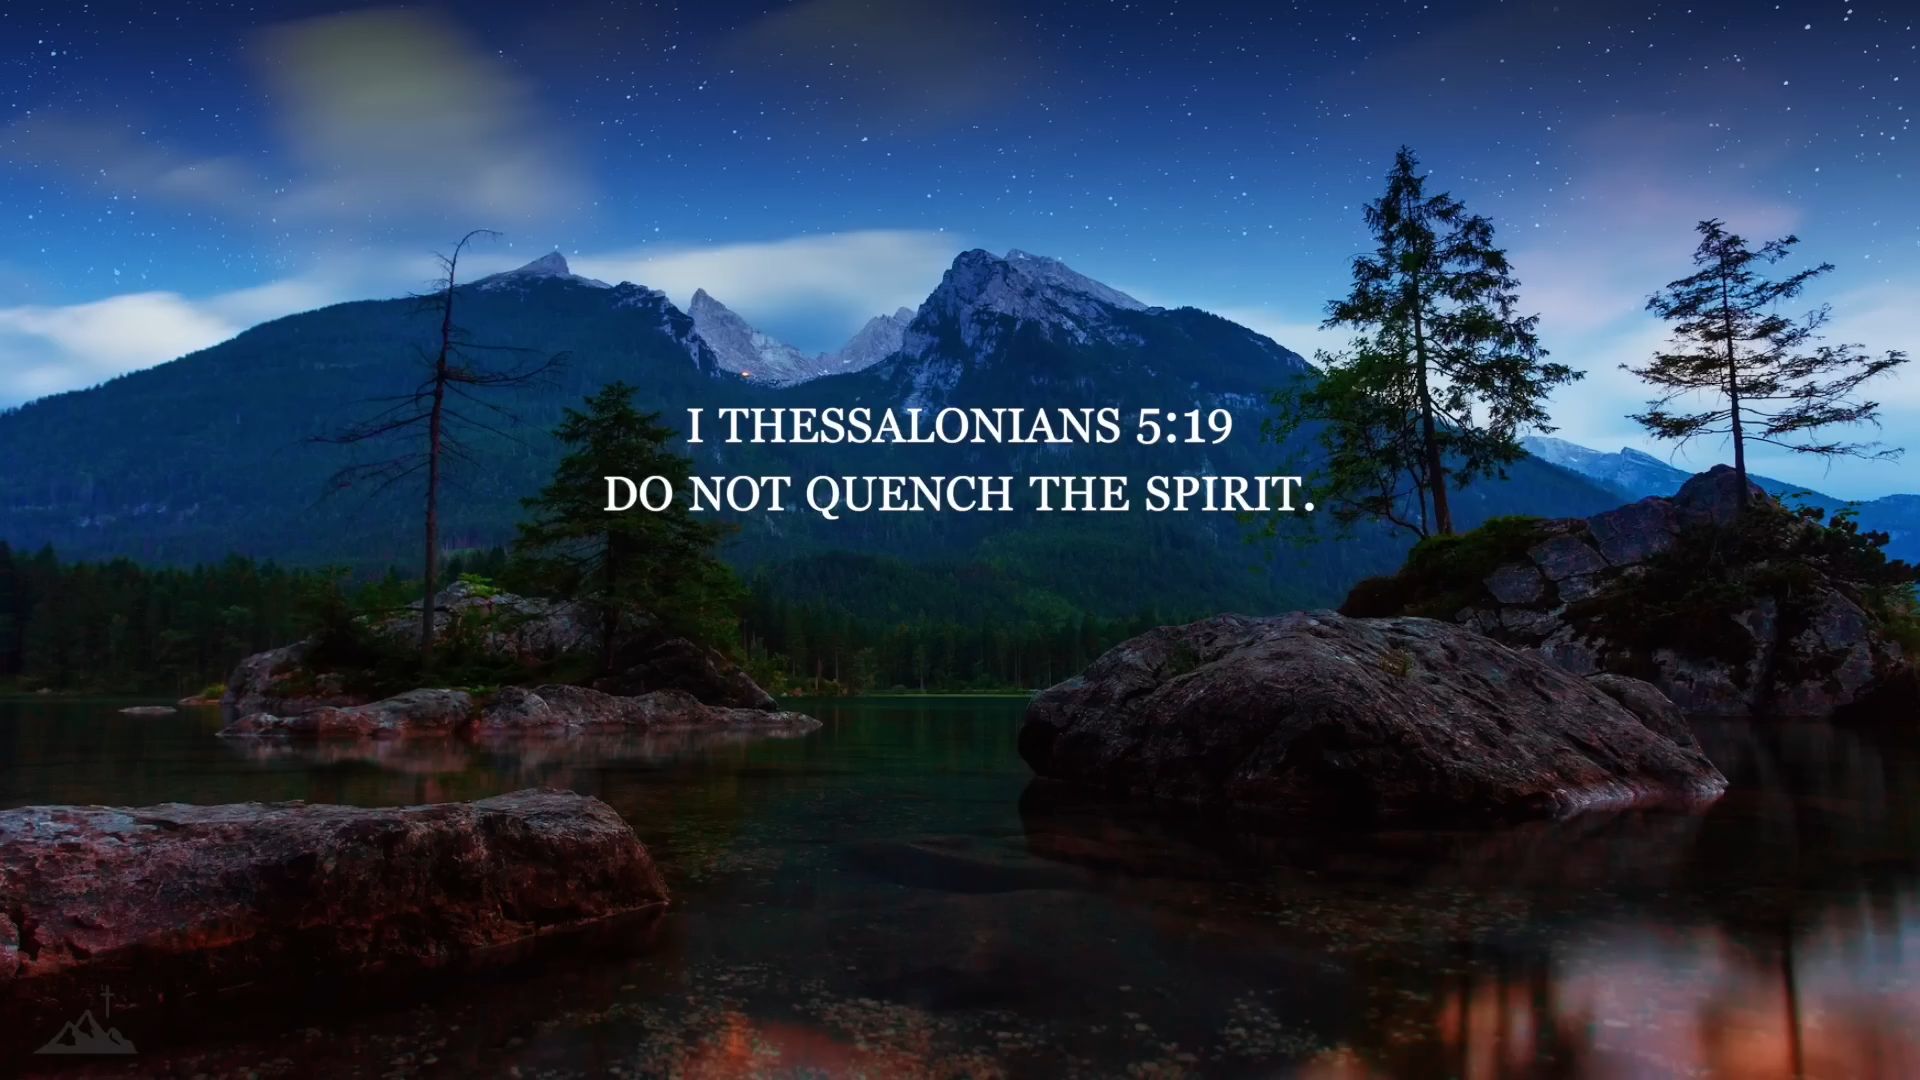 I THESSALONIANS 5:19
DO NOT QUENCH THE SPIRIT.